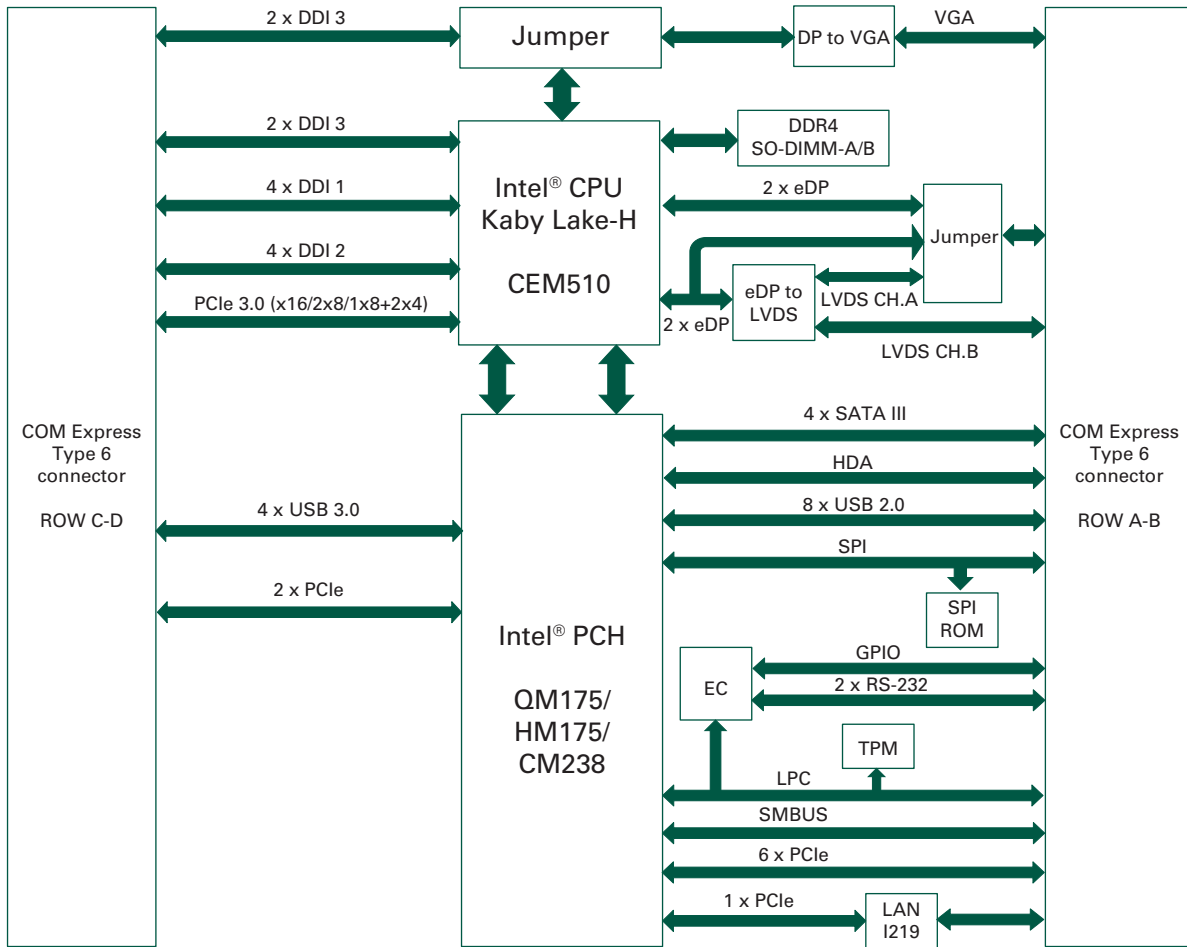 2 x DDI 3
Jumper
DP to VGA
VGA
2 x DDI 3
4 x DDI 1
4 x DDI 2
PCIe 3.0 (x16/2x8/1x8+2x4)
Intel® CPU
Kaby Lake-H
CEM510
DDR4
SO-DIMM-A/B
2 x eDP
Jumper
eDP to
LVDS
LVDS CH.A
2 x eDP
LVDS CH.B
COM Express
Type 6
connector
ROW C-D
4 x USB 3.0
2 x PCIe
Intel® PCH
QM175/
HM175/
CM238
4 x SATA III
HDA
8 x USB 2.0
SPI
SPI
ROM
EC
GPIO
2 x RS-232
TPM
LPC
SMBUS
6 x PCIe
1 x PCIe
LAN
I219
COM Express
Type 6
connector
ROW A-B